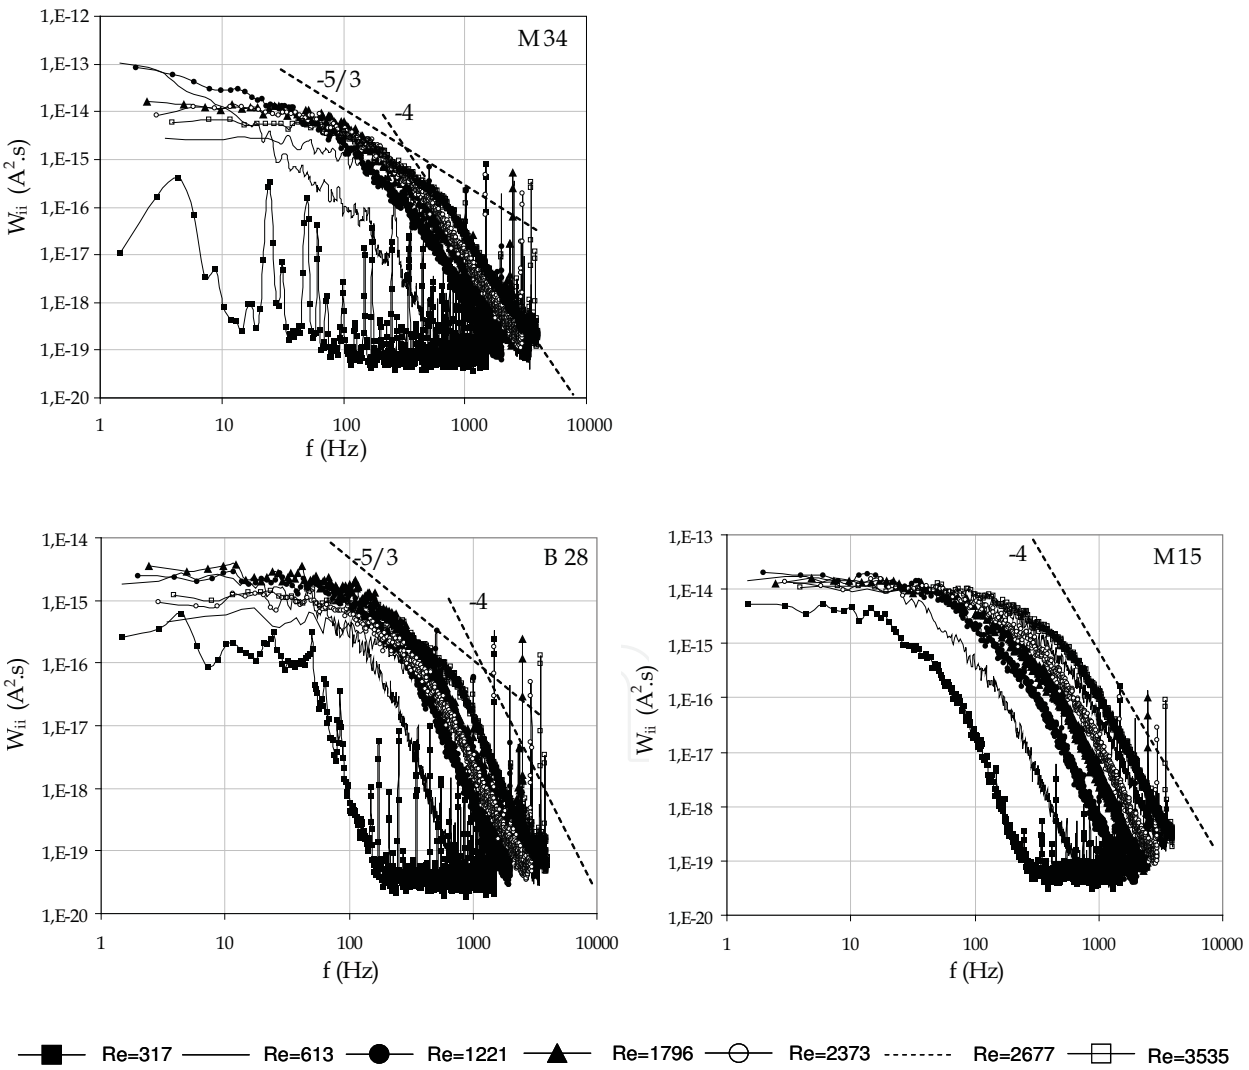 1,E-12
M 34
1,E-13
-5/3
1,E-14
-4
1,E-15
1,E-16
1,E-17
1,E-18
1,E-19
1,E-20
Wii (A².s)
1 10 100 1000 10000
f (Hz)
1,E-14
B 28
-5/3
1,E-15
-4
1,E-16
1,E-17
1,E-18
1,E-19
1,E-20
Wii (A².s)
1 10 100 1000 10000
f (Hz)
1,E-13
-4
M 15
1,E-14
1,E-15
1,E-16
1,E-17
1,E-18
1,E-19
1,E-20
Wii (A².s)
1 10 100 1000 10000
f (Hz)
Re=317 Re=613 Re=1221 Re=1796 Re=2373 Re=2677 Re=3535